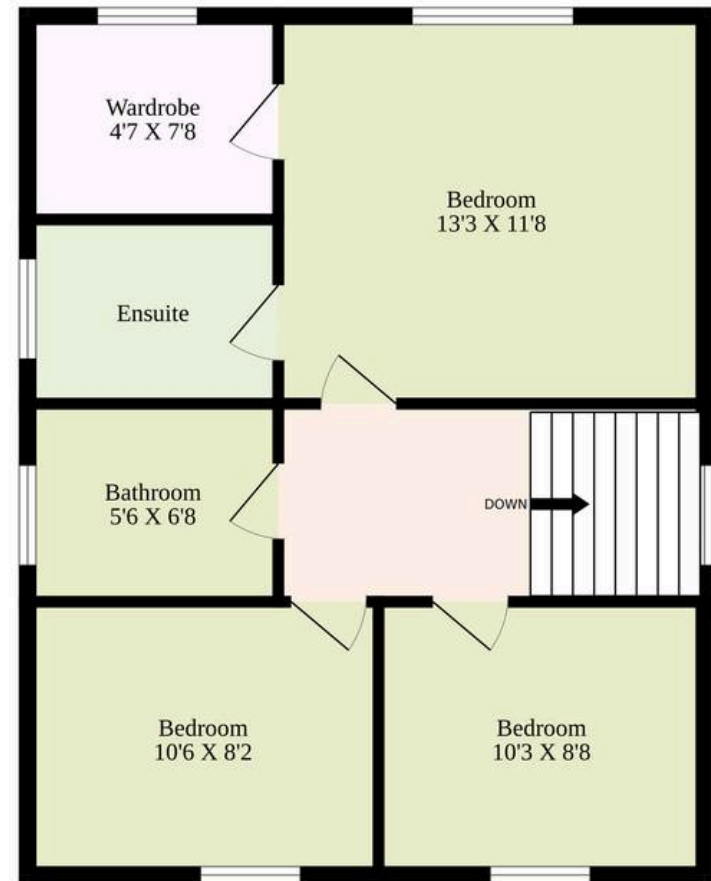 Wardrobe
4'7 X 7'8
Bedroom
13'3 X 11'8
Ensuite
Bathroom
5'6 X 6'8
DOWN
Bedroom
10'6 X 8'2
Bedroom
10'3 X 8'8